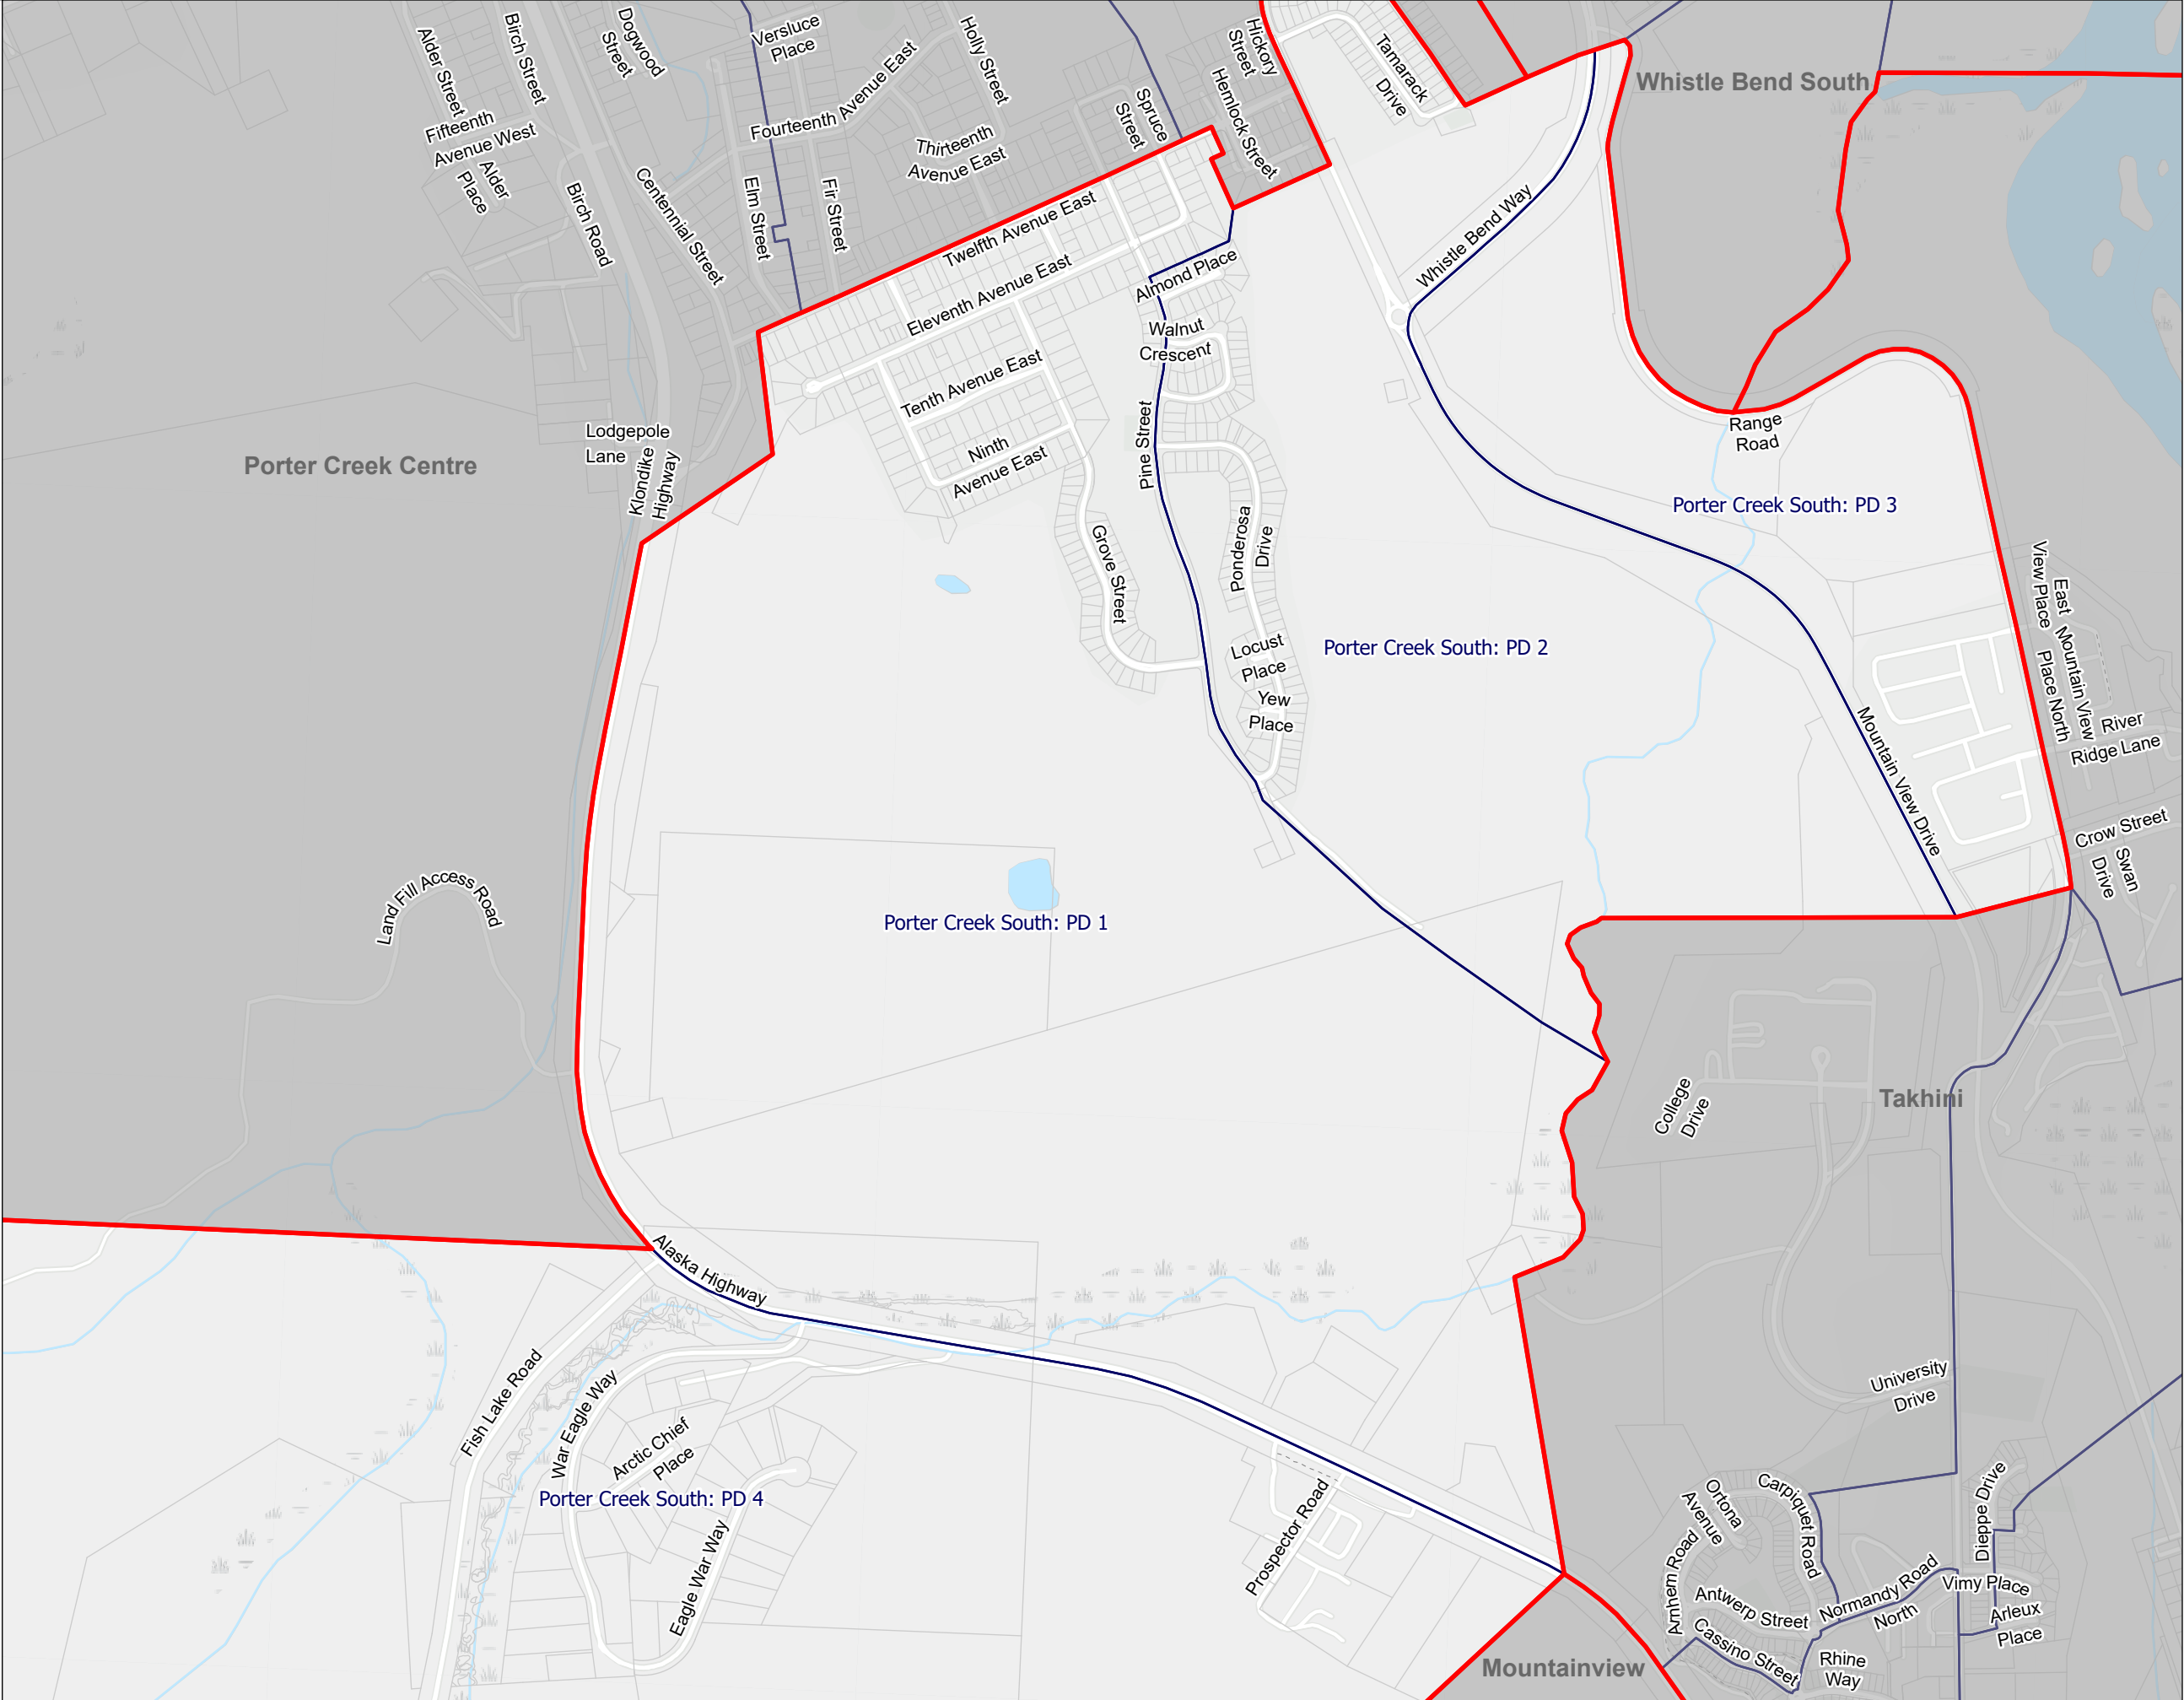 Alder Street
Birch Street
Dogwood
Street
Versluce
Place
Holly Street
Hickory
Street
Tamarack
Drive
Whistle Bend South
Fifteenth
Avenue West
Alder
Place
Fourteenth Avenue East
Thirteenth
Avenue East
Spruce
Street
Hemlock Street
Birch Road
Centennial Street
Elm Street
Fir Street
Twelfth Avenue East
Eleventh Avenue East
Almond Place
Whistle Bend Way
Walnut
Crescent
Tenth Avenue East
Ninth
Avenue East
Pine Street
Range
Road
Lodgepole
Lane
Klondike
Highway
Porter Creek Centre
Porter Creek South: PD 3
Grove Street
Ponderosa
Drive
Locust
Place
Yew
Place
Porter Creek South: PD 2
East
View Place
Mountain View
Place North
River
Ridge Lane
Mountain View Drive
Crow Street
Swan
Drive
Land Fill Access Road
Porter Creek South: PD 1
College
Drive
Takhini
Alaska Highway
Fish Lake Road
War Eagle Way
Arctic Chief
Place
Porter Creek South: PD 4
Eagle War Way
Prospector Road
University
Drive
Ortona
Avenue
Carpiquet Road
Dieppe Drive
Arnhem Road
Antwerp Street
Normandy Road
North
Vimy Place
Arleux
Place
Cassino Street
Rhine
Way
Mountainview